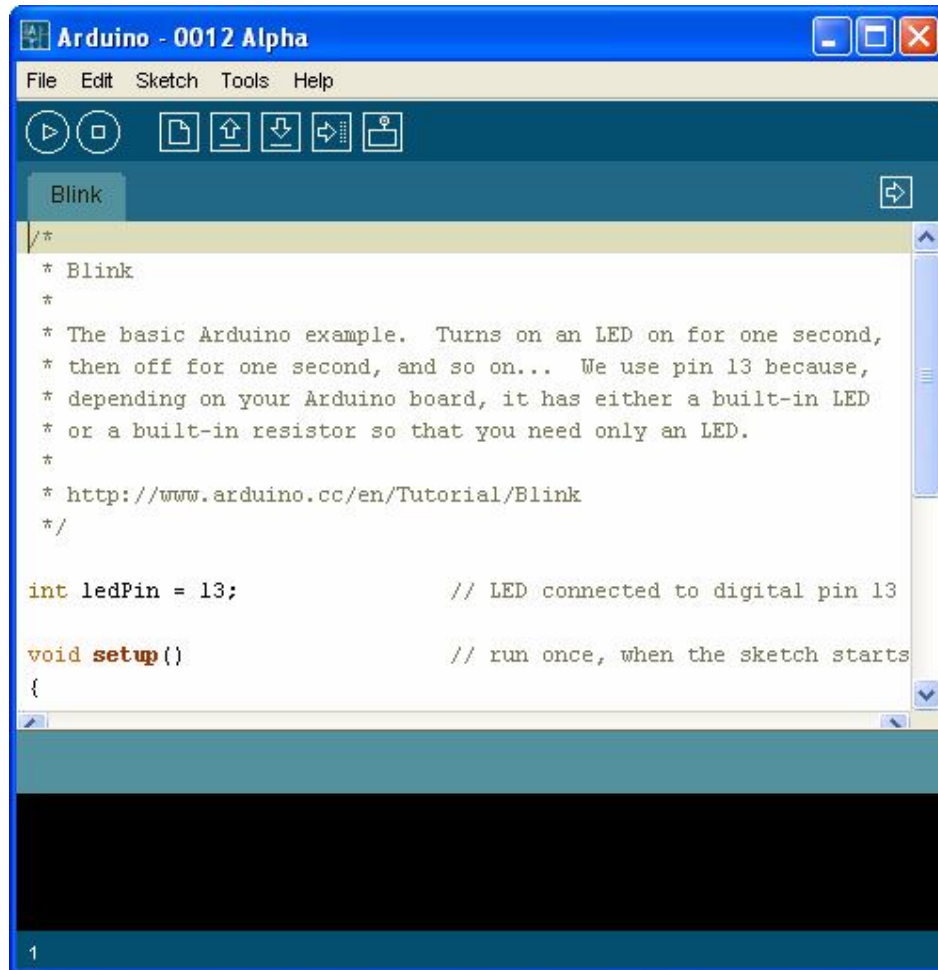 Arduino - 0012 Alpha
File Edit Sketch Tools Help
Blink
/*
 * Blink
 *
 * The basic Arduino example.  Turns on an LED on for one second,
 * then off for one second, and so on...  We use pin 13 because,
 * depending on your Arduino board, it has either a built-in LED
 * or a built-in resistor so that you need only an LED.
 *
 * http://www.arduino.cc/en/Tutorial/Blink
 */
int ledPin = 13;                // LED connected to digital pin 13
void setup()                    // run once, when the sketch starts
{
1